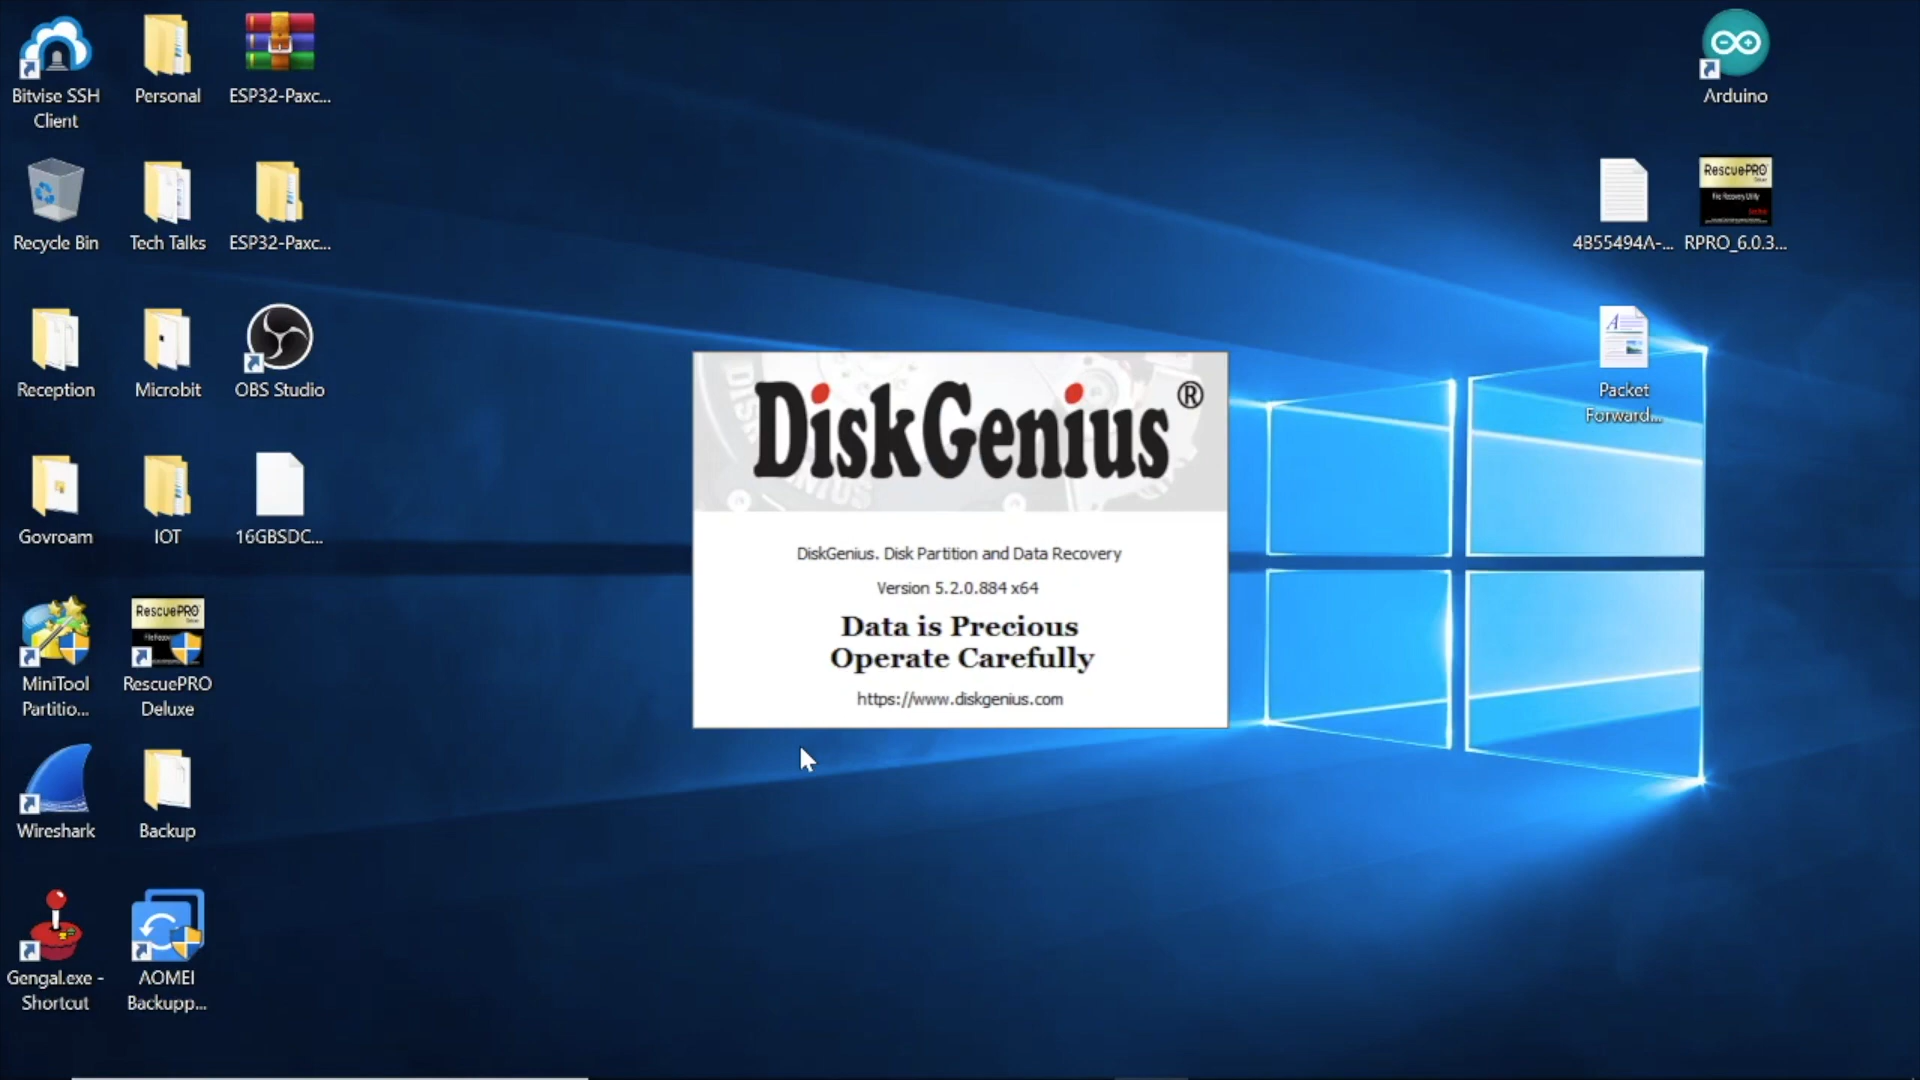 Bitvise SSH
Client
Personal
ESP32-Paxc...
Recycle Bin
Tech Talks
ESP32-Paxc...
Reception
Microbit
OBS Studio
Govroam
IOT
16GBSDC...
MiniTool
Partitio...
RescuePRO
RescuePRO
Deluxe
Wireshark
Backup
Gengal.exe -
Shortcut
AOMEI
Backupp...
DiskGenius®
DiskGenius. Disk Partition and Data Recovery
Version 5.2.0.884 x64
Data is Precious
Operate Carefully
https://www.diskgenius.com
Arduino
4B55494A-...
RescuePRO
File Recovery Utility
RPRO_6.0.3...
Packet
Forward...